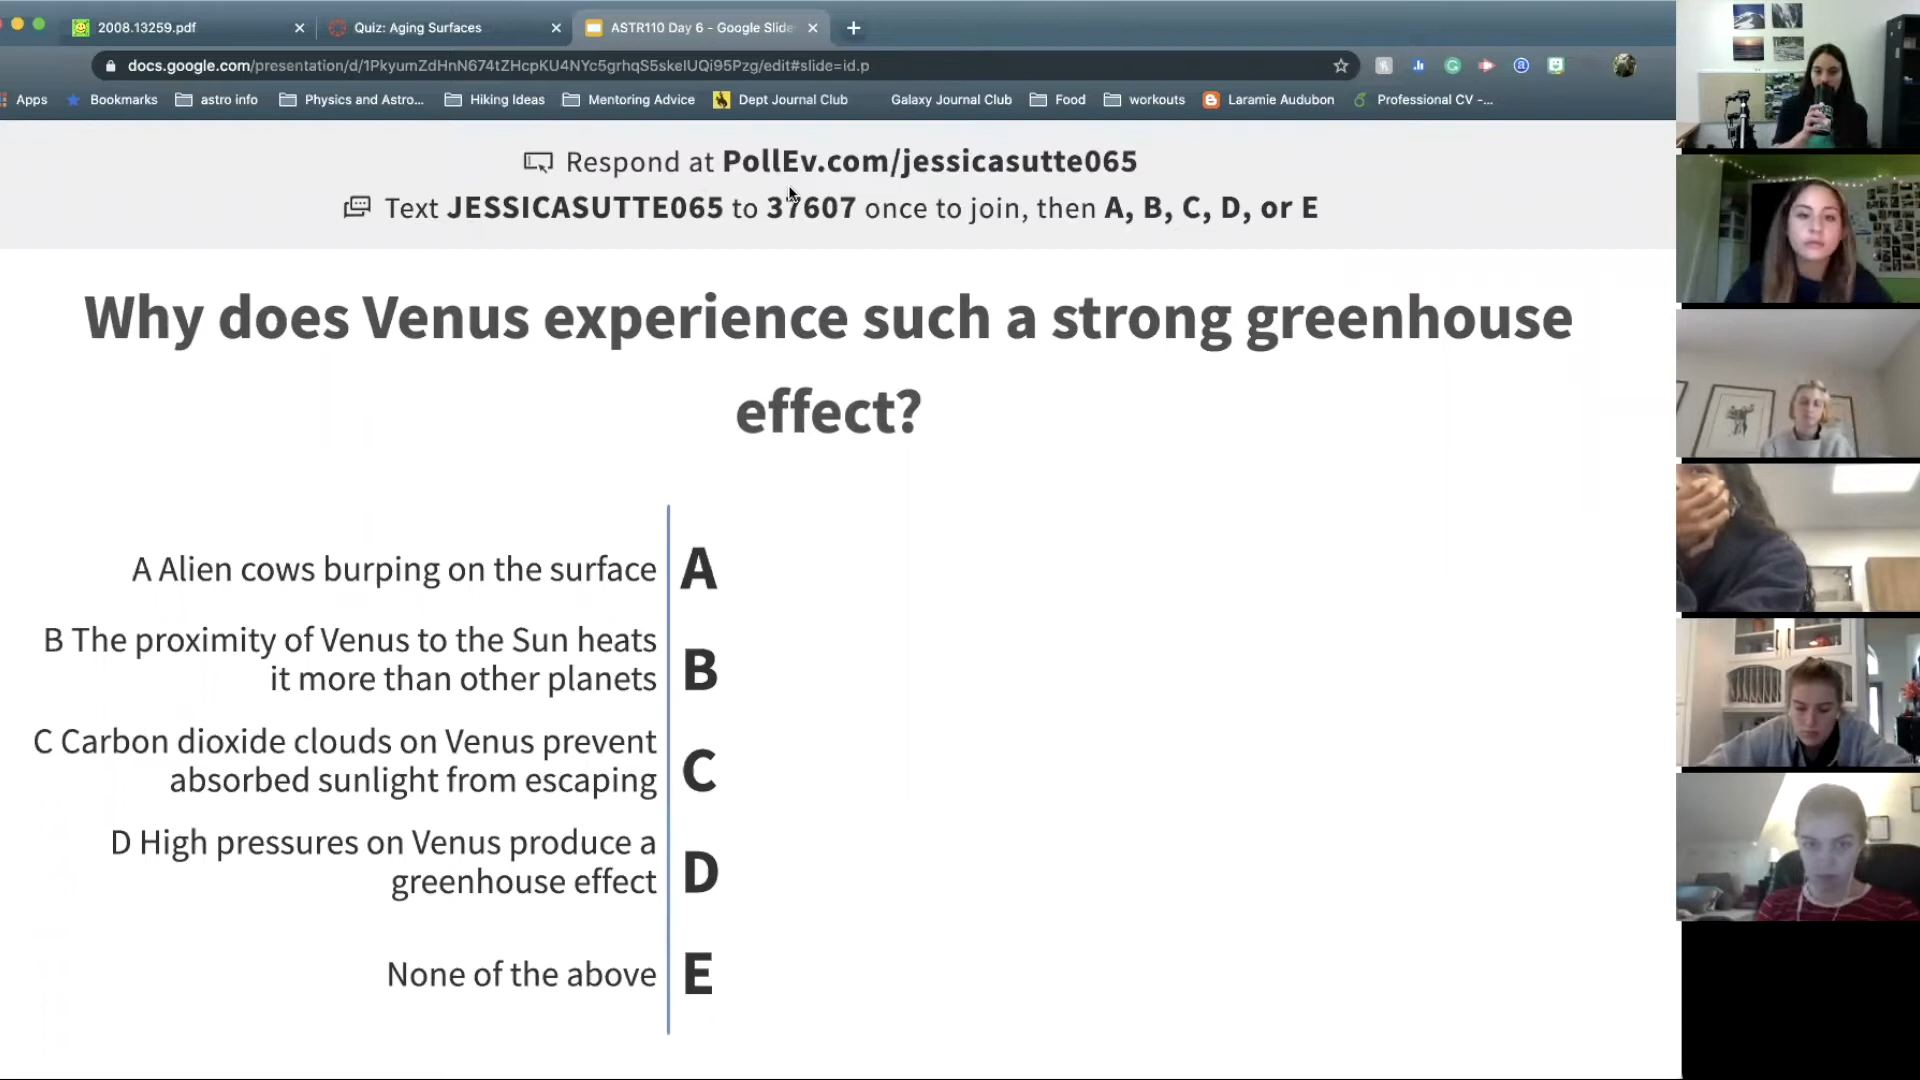 2008.13259.pdf
Quiz: Aging Surfaces
ASTR110 Day 6 - Google Slide
docs.google.com/presentation/d/1PkyumZdHnN674tZHcpKU4NYc5grhqS5skelUQi95Pzg/edit#slide=id.p
Apps Bookmarks astro info Physics and Astro... Hiking Ideas Mentoring Advice Dept Journal Club Galaxy Journal Club Food workouts Laramie Audubon Professional CV -...
Respond at PollEv.com/jessicasutte065
Text JESSICASUTTE065 to 37607 once to join, then A, B, C, D, or E
Why does Venus experience such a strong greenhouse
effect?
A Alien cows burping on the surface A
B The proximity of Venus to the Sun heats
it more than other planets B
C Carbon dioxide clouds on Venus prevent
absorbed sunlight from escaping C
D High pressures on Venus produce a
greenhouse effect D
None of the above E